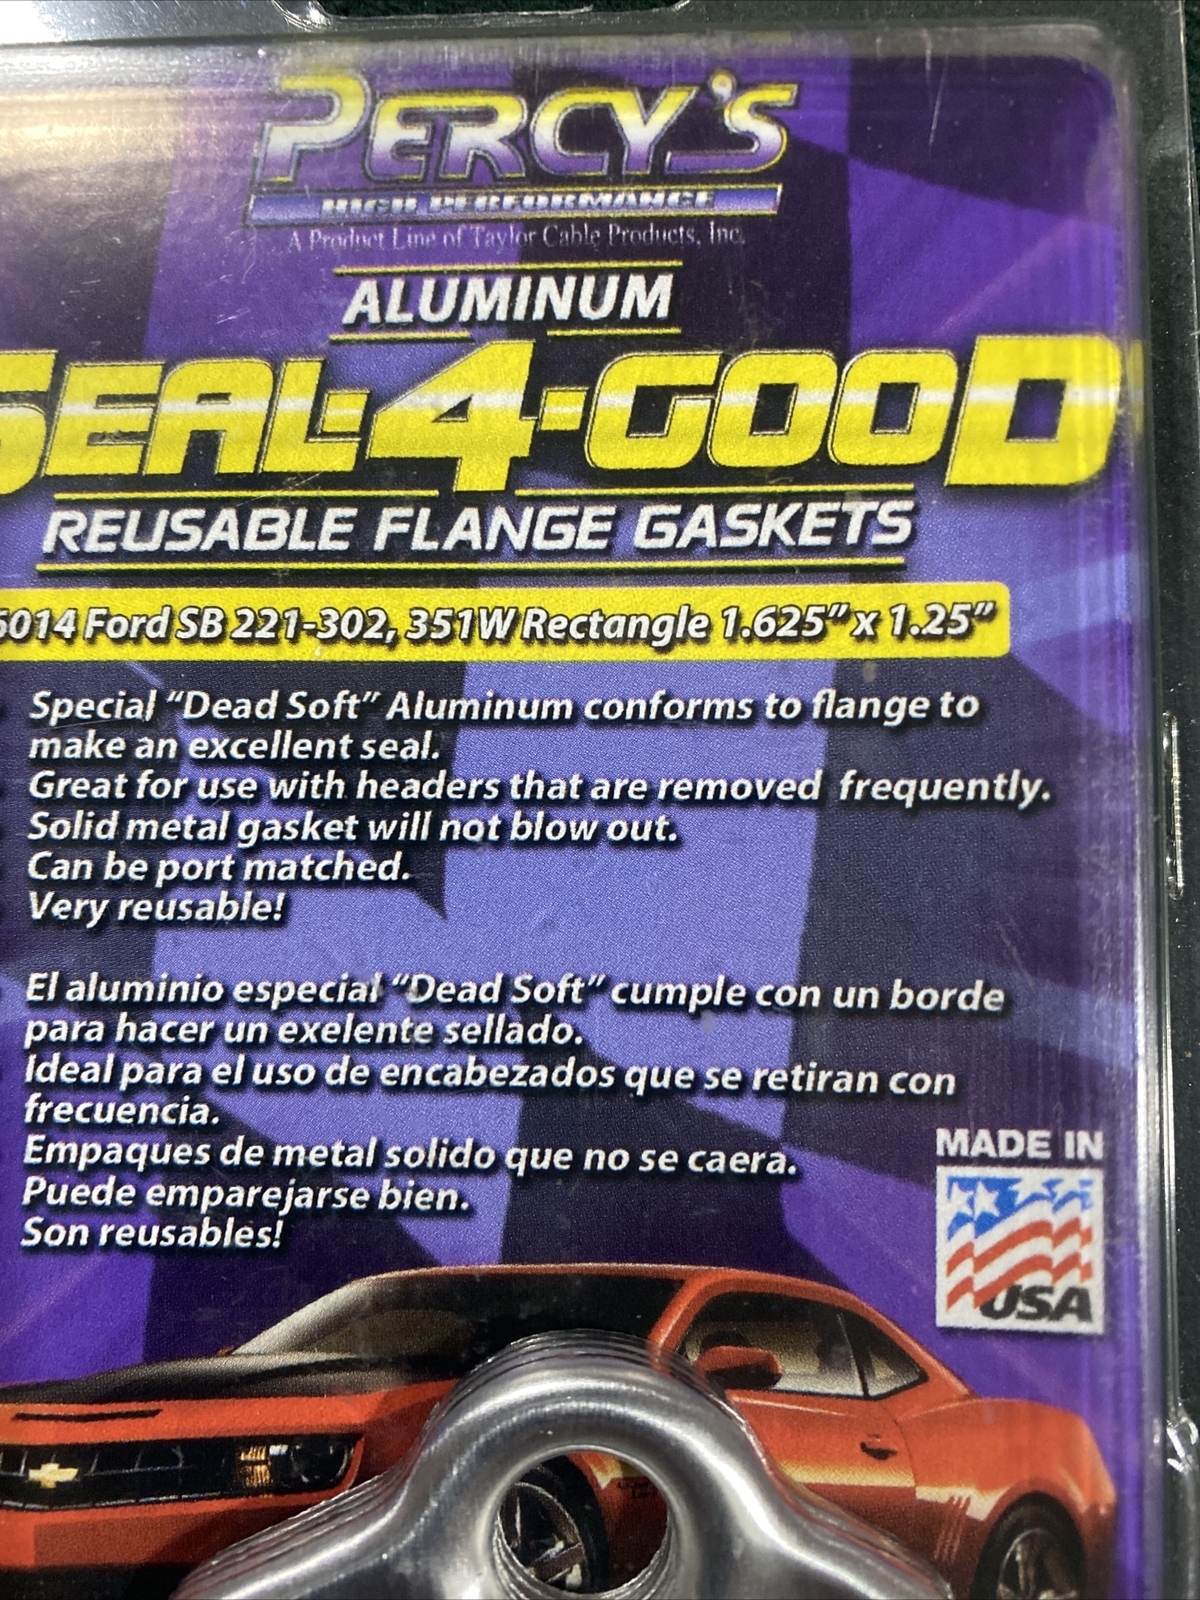 PERCY'S
HIGH PERFORMANCE
A Product Line of Taylor Cable Products, Inc.
ALUMINUM
SEAL-4-GOOD
REUSABLE FLANGE GASKETS
6014 Ford SB 221-302, 351W Rectangle 1.625" x 1.25"
Special “Dead Soft” Aluminum conforms to flange to
make an excellent seal.
Great for use with headers that are removed frequently.
Solid metal gasket will not blow out.
Can be port matched.
Very reusable!
El aluminio especial “Dead Soft” cumple con un borde
para hacer un exelente sellado.
Ideal para el uso de encabezados que se retiran con
frecuencia.
Empaques de metal solido que no se caera.
Puede emparejarse bien.
Son reusables!
MADE IN
USA